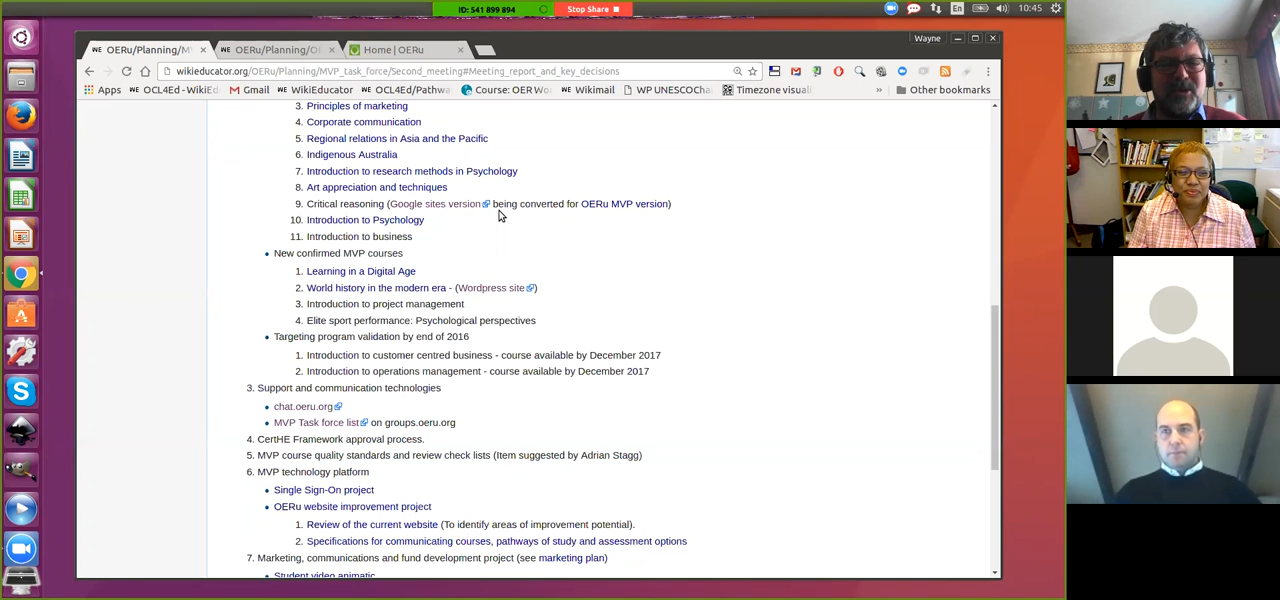 ID: 541 899 894 Stop Share
En 10:45
Wayne
OERu/Planning/M OERu/Planning/O Home | OERu
wikieducator.org/OERu/Planning/MVP_task_force/Second_meeting#Meeting_report_and_key_decisions
Apps OCL4Ed - WikiEd Gmail WikiEducator OCL4Ed/Pathwa Course: OER Wo Wikimail WP UNESCOCha Timezone visuali » Other bookmarks
3. Principles of marketing
4. Corporate communication
5. Regional relations in Asia and the Pacific
6. Indigenous Australia
7. Introduction to research methods in Psychology
8. Art appreciation and techniques
9. Critical reasoning (Google sites version being converted for OERu MVP version)
10. Introduction to Psychology
11. Introduction to business
• New confirmed MVP courses
1. Learning in a Digital Age
2. World history in the modern era - (Wordpress site)
3. Introduction to project management
4. Elite sport performance: Psychological perspectives
• Targeting program validation by end of 2016
1. Introduction to customer centred business - course available by December 2017
2. Introduction to operations management - course available by December 2017
3. Support and communication technologies
• chat.oeru.org
• MVP Task force list on groups.oeru.org
4. CertHE Framework approval process.
5. MVP course quality standards and review check lists (Item suggested by Adrian Stagg)
6. MVP technology platform
• Single Sign-On project
• OERu website improvement project
1. Review of the current website (To identify areas of improvement potential).
2. Specifications for communicating courses, pathways of study and assessment options
7. Marketing, communications and fund development project (see marketing plan)
• Student video animatic